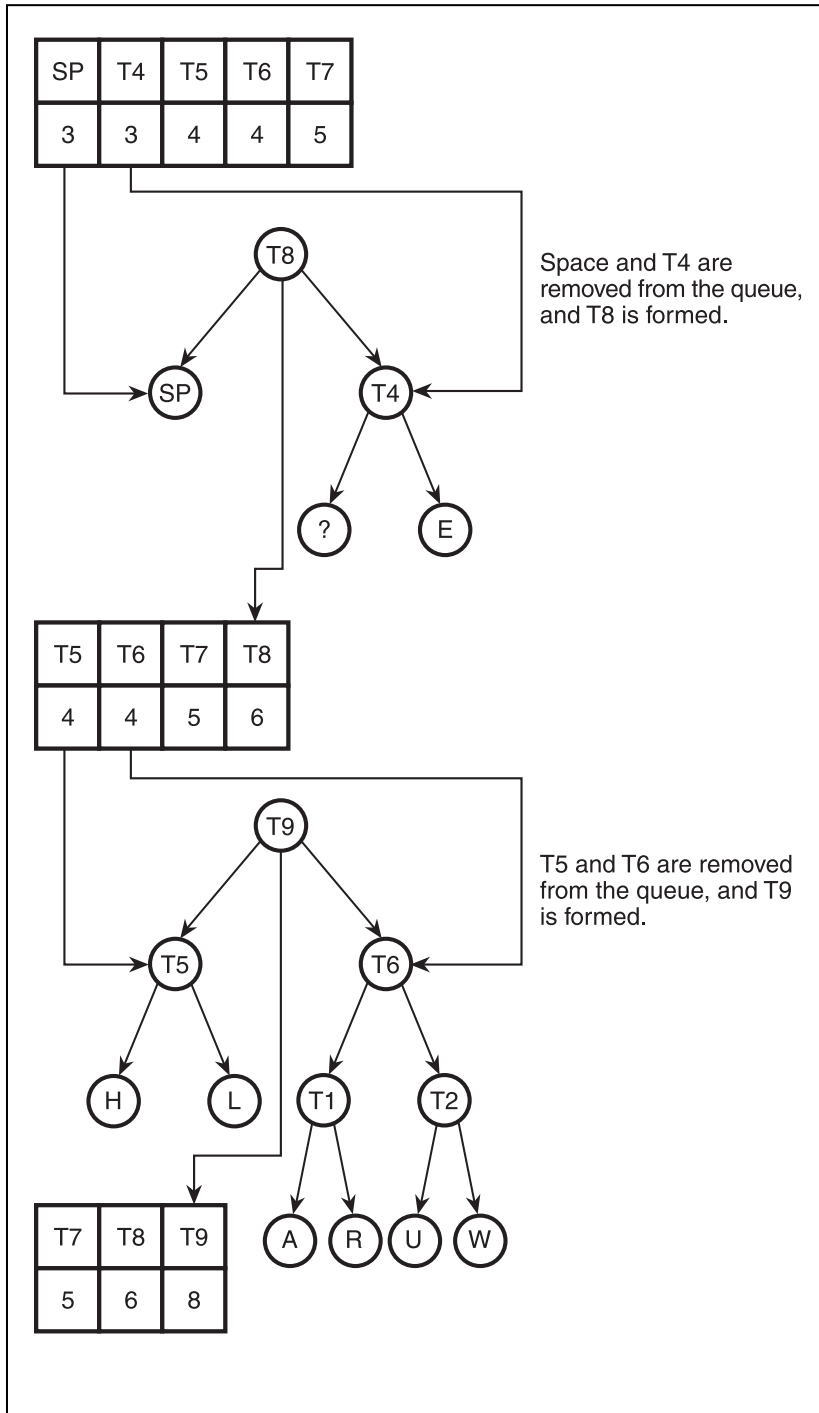 SP T4 T5 T6 T7
3 3 4 4 5
T8
Space and T4 are
removed from the queue,
and T8 is formed.
SP T4
? E
T5 T6 T7 T8
4 4 5 6
T9
T5 and T6 are removed
from the queue, and T9
is formed.
T5 T6
H L T1 T2
A R U W
T7 T8 T9
5 6 8